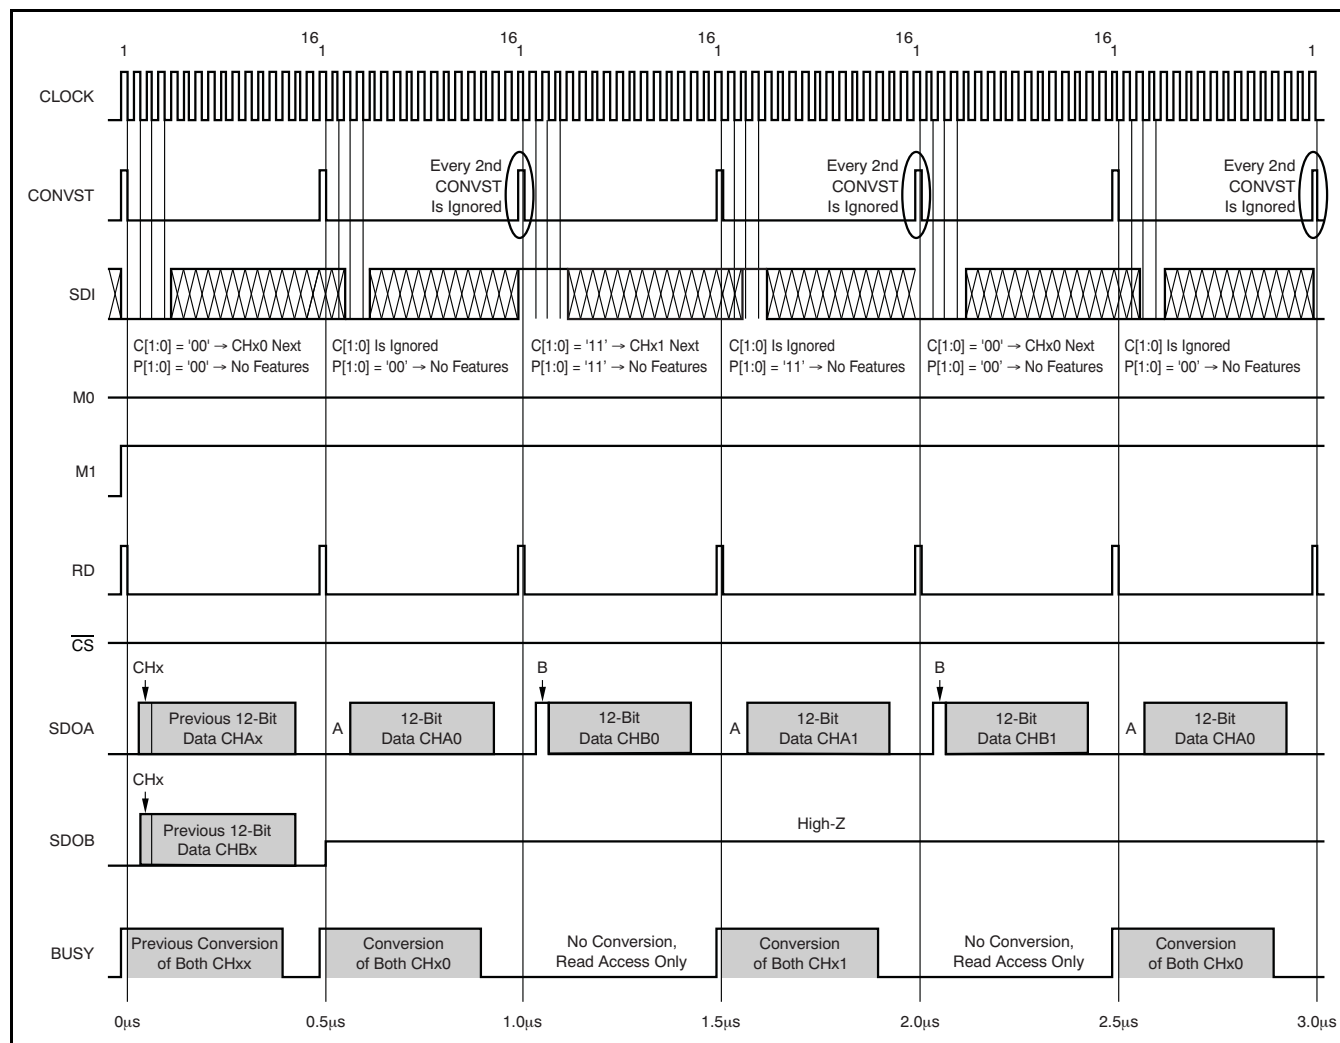 1 16 1 16 1 16 1 16 1 16 1 1
CLOCK
CONVST
Every 2nd
CONVST
Is Ignored
Every 2nd
CONVST
Is Ignored
Every 2nd
CONVST
Is Ignored
SDI
C[1:0] = '00' → CHx0 Next
P[1:0] = '00' → No Features
C[1:0] Is Ignored
P[1:0] = '00' → No Features
C[1:0] = '11' → CHx1 Next
P[1:0] = '11' → No Features
C[1:0] Is Ignored
P[1:0] = '11' → No Features
C[1:0] = '00' → CHx0 Next
P[1:0] = '00' → No Features
C[1:0] Is Ignored
P[1:0] = '00' → No Features
M0
M1
RD
CS
CHx
B
B
SDOA
Previous 12-Bit
Data CHAx
A
12-Bit
Data CHA0
12-Bit
Data CHB0
A
12-Bit
Data CHA1
12-Bit
Data CHB1
A
12-Bit
Data CHA0
CHx
SDOB
Previous 12-Bit
Data CHBx
High-Z
BUSY
Previous Conversion
of Both CHxx
Conversion
of Both CHx0
No Conversion,
Read Access Only
Conversion
of Both CHx1
No Conversion,
Read Access Only
Conversion
of Both CHx0
0μs 0.5μs 1.0μs 1.5μs 2.0μs 2.5μs 3.0μs